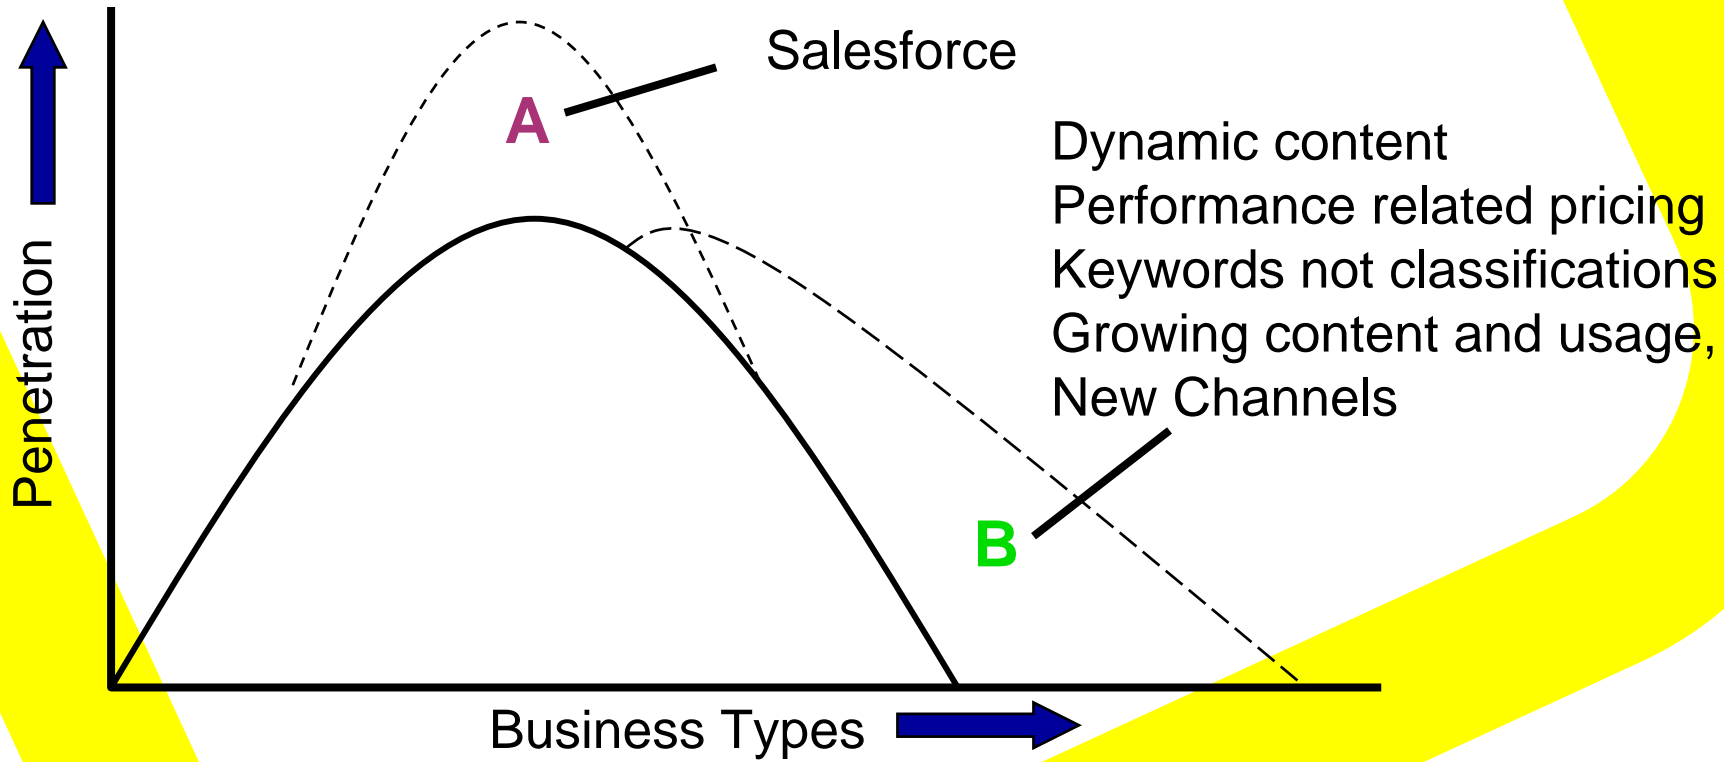 Salesforce
A
Dynamic content
Performance related pricing
Keywords not classifications
Growing content and usage,
New Channels
B
Penetration
Business Types